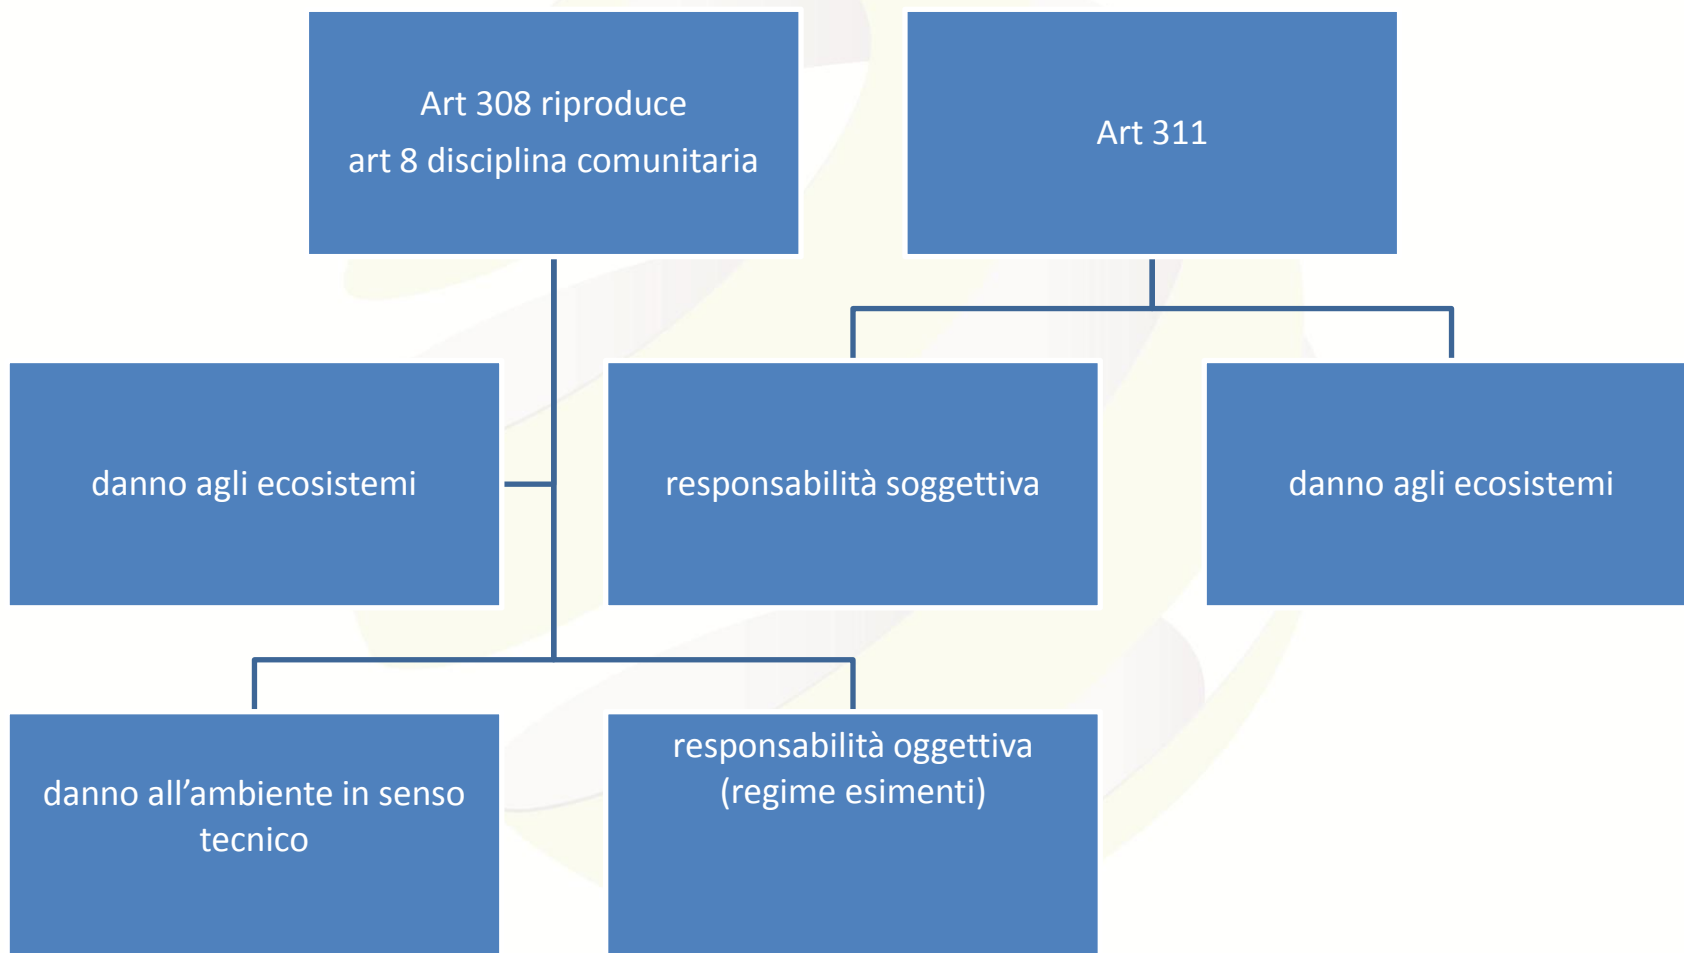 Art 308 riproduce
art 8 disciplina comunitaria
Art 311
danno agli ecosistemi
responsabilità soggettiva
danno agli ecosistemi
danno all’ambiente in senso
tecnico
responsabilità oggettiva
(regime esimenti)